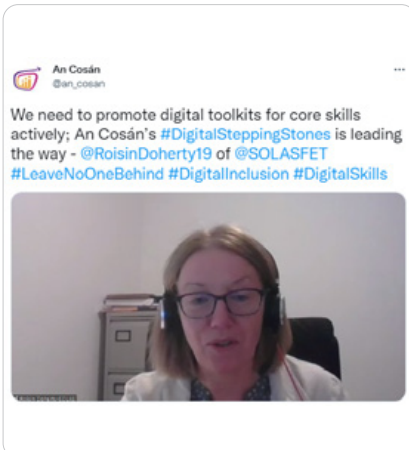 An Cosán
@an_cosan
We need to promote digital toolkits for core skills
actively; An Cosán's #DigitalSteppingStones is leading
the way - @RoisinDoherty19 of @SOLASFET
#LeaveNoOneBehind #DigitalInclusion #DigitalSkills